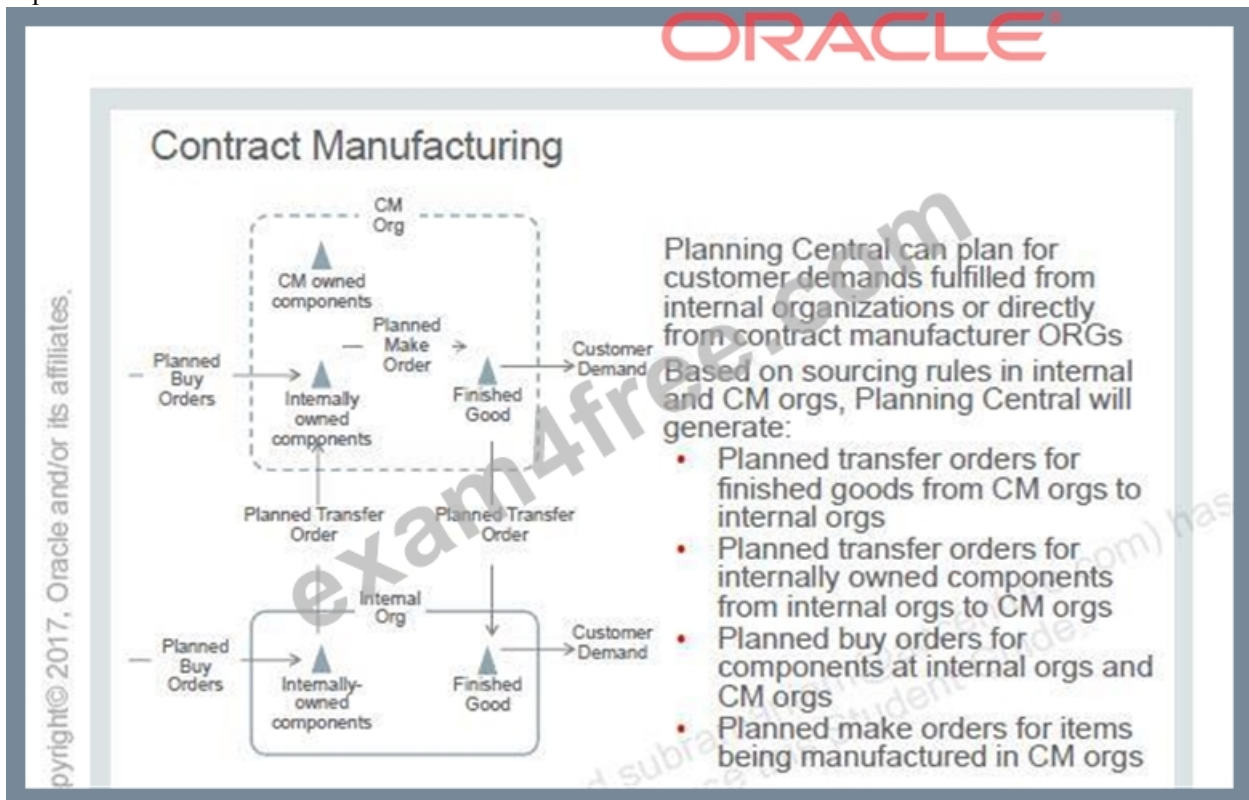 ORACLE
Contract Manufacturing
CM
Org
CM owned
components
Planned
Make
Order
Planned
Buy
Orders
Internally
owned
components
Finished
Good
Customer
Demand
Planned Transfer
Order
Planned Transfer
Order
Internal
Org
Planned
Buy
Orders
Internally-
owned
components
Finished
Good
Customer
Demand
Planning Central can plan for
customer demands fulfilled from
internal organizations or directly
from contract manufacturer ORGs
Based on sourcing rules in internal
and CM orgs, Planning Central will
generate:
• Planned transfer orders for
finished goods from CM orgs to
internal orgs
• Planned transfer orders for
internally owned components
from internal orgs to CM orgs
• Planned buy orders for
components at internal orgs and
CM orgs
• Planned make orders for items
being manufactured in CM orgs
pyright© 2017, Oracle and/or its affiliates.
exam4free.com
com) has